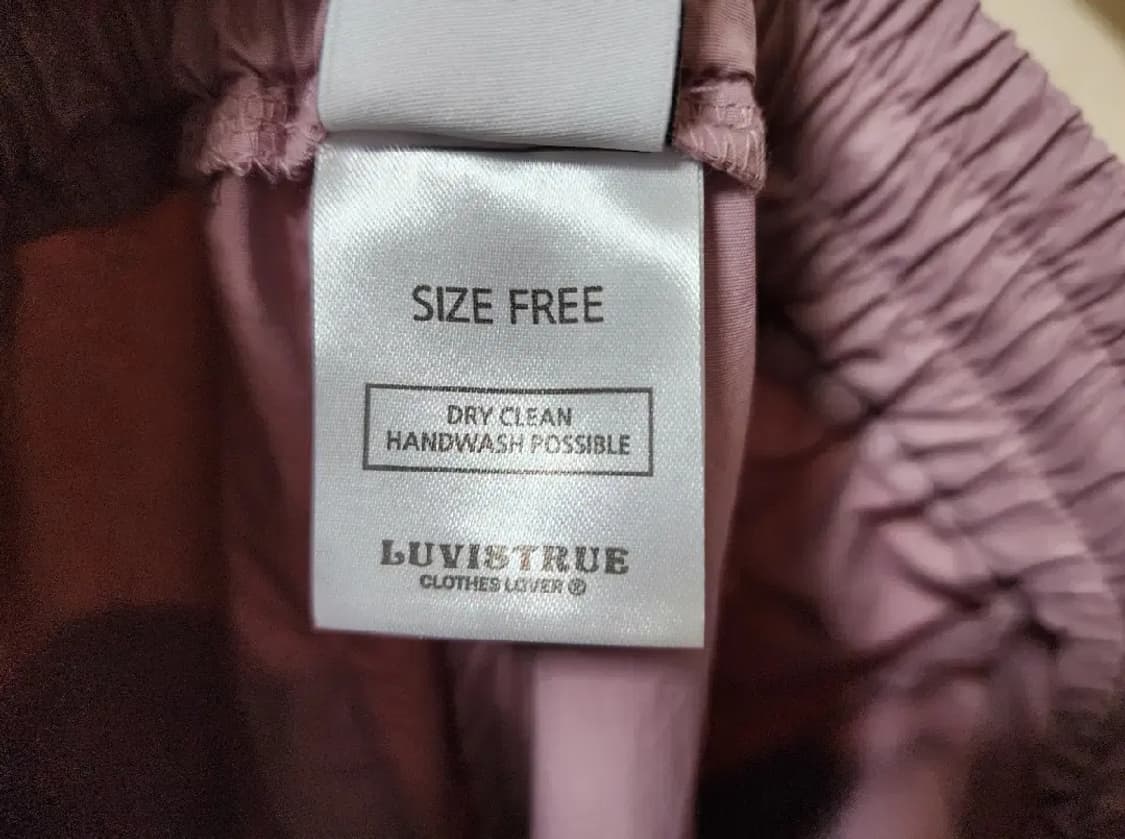 SIZE FREE
DRY CLEAN
HANDWASH POSSIBLE
LUVISTRUE
CLOTHES LOVER ®